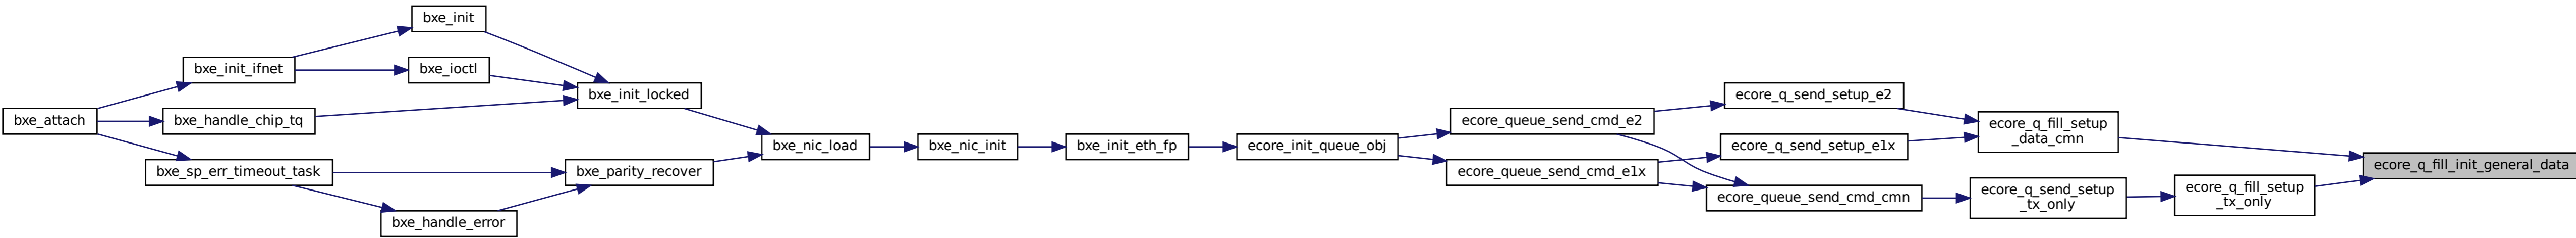 bxe_attach
bxe_init_ifnet
bxe_handle_chip_tq
bxe_sp_err_timeout_task
bxe_init
bxe_ioctl
bxe_handle_error
bxe_init_locked
bxe_parity_recover
bxe_nic_load
bxe_nic_init
bxe_init_eth_fp
ecore_init_queue_obj
ecore_queue_send_cmd_e2
ecore_queue_send_cmd_e1x
ecore_q_send_setup_e2
ecore_q_send_setup_e1x
ecore_queue_send_cmd_cmn
ecore_q_fill_setup
_data_cmn
ecore_q_send_setup
_tx_only
ecore_q_fill_setup
_tx_only
ecore_q_fill_init_general_data